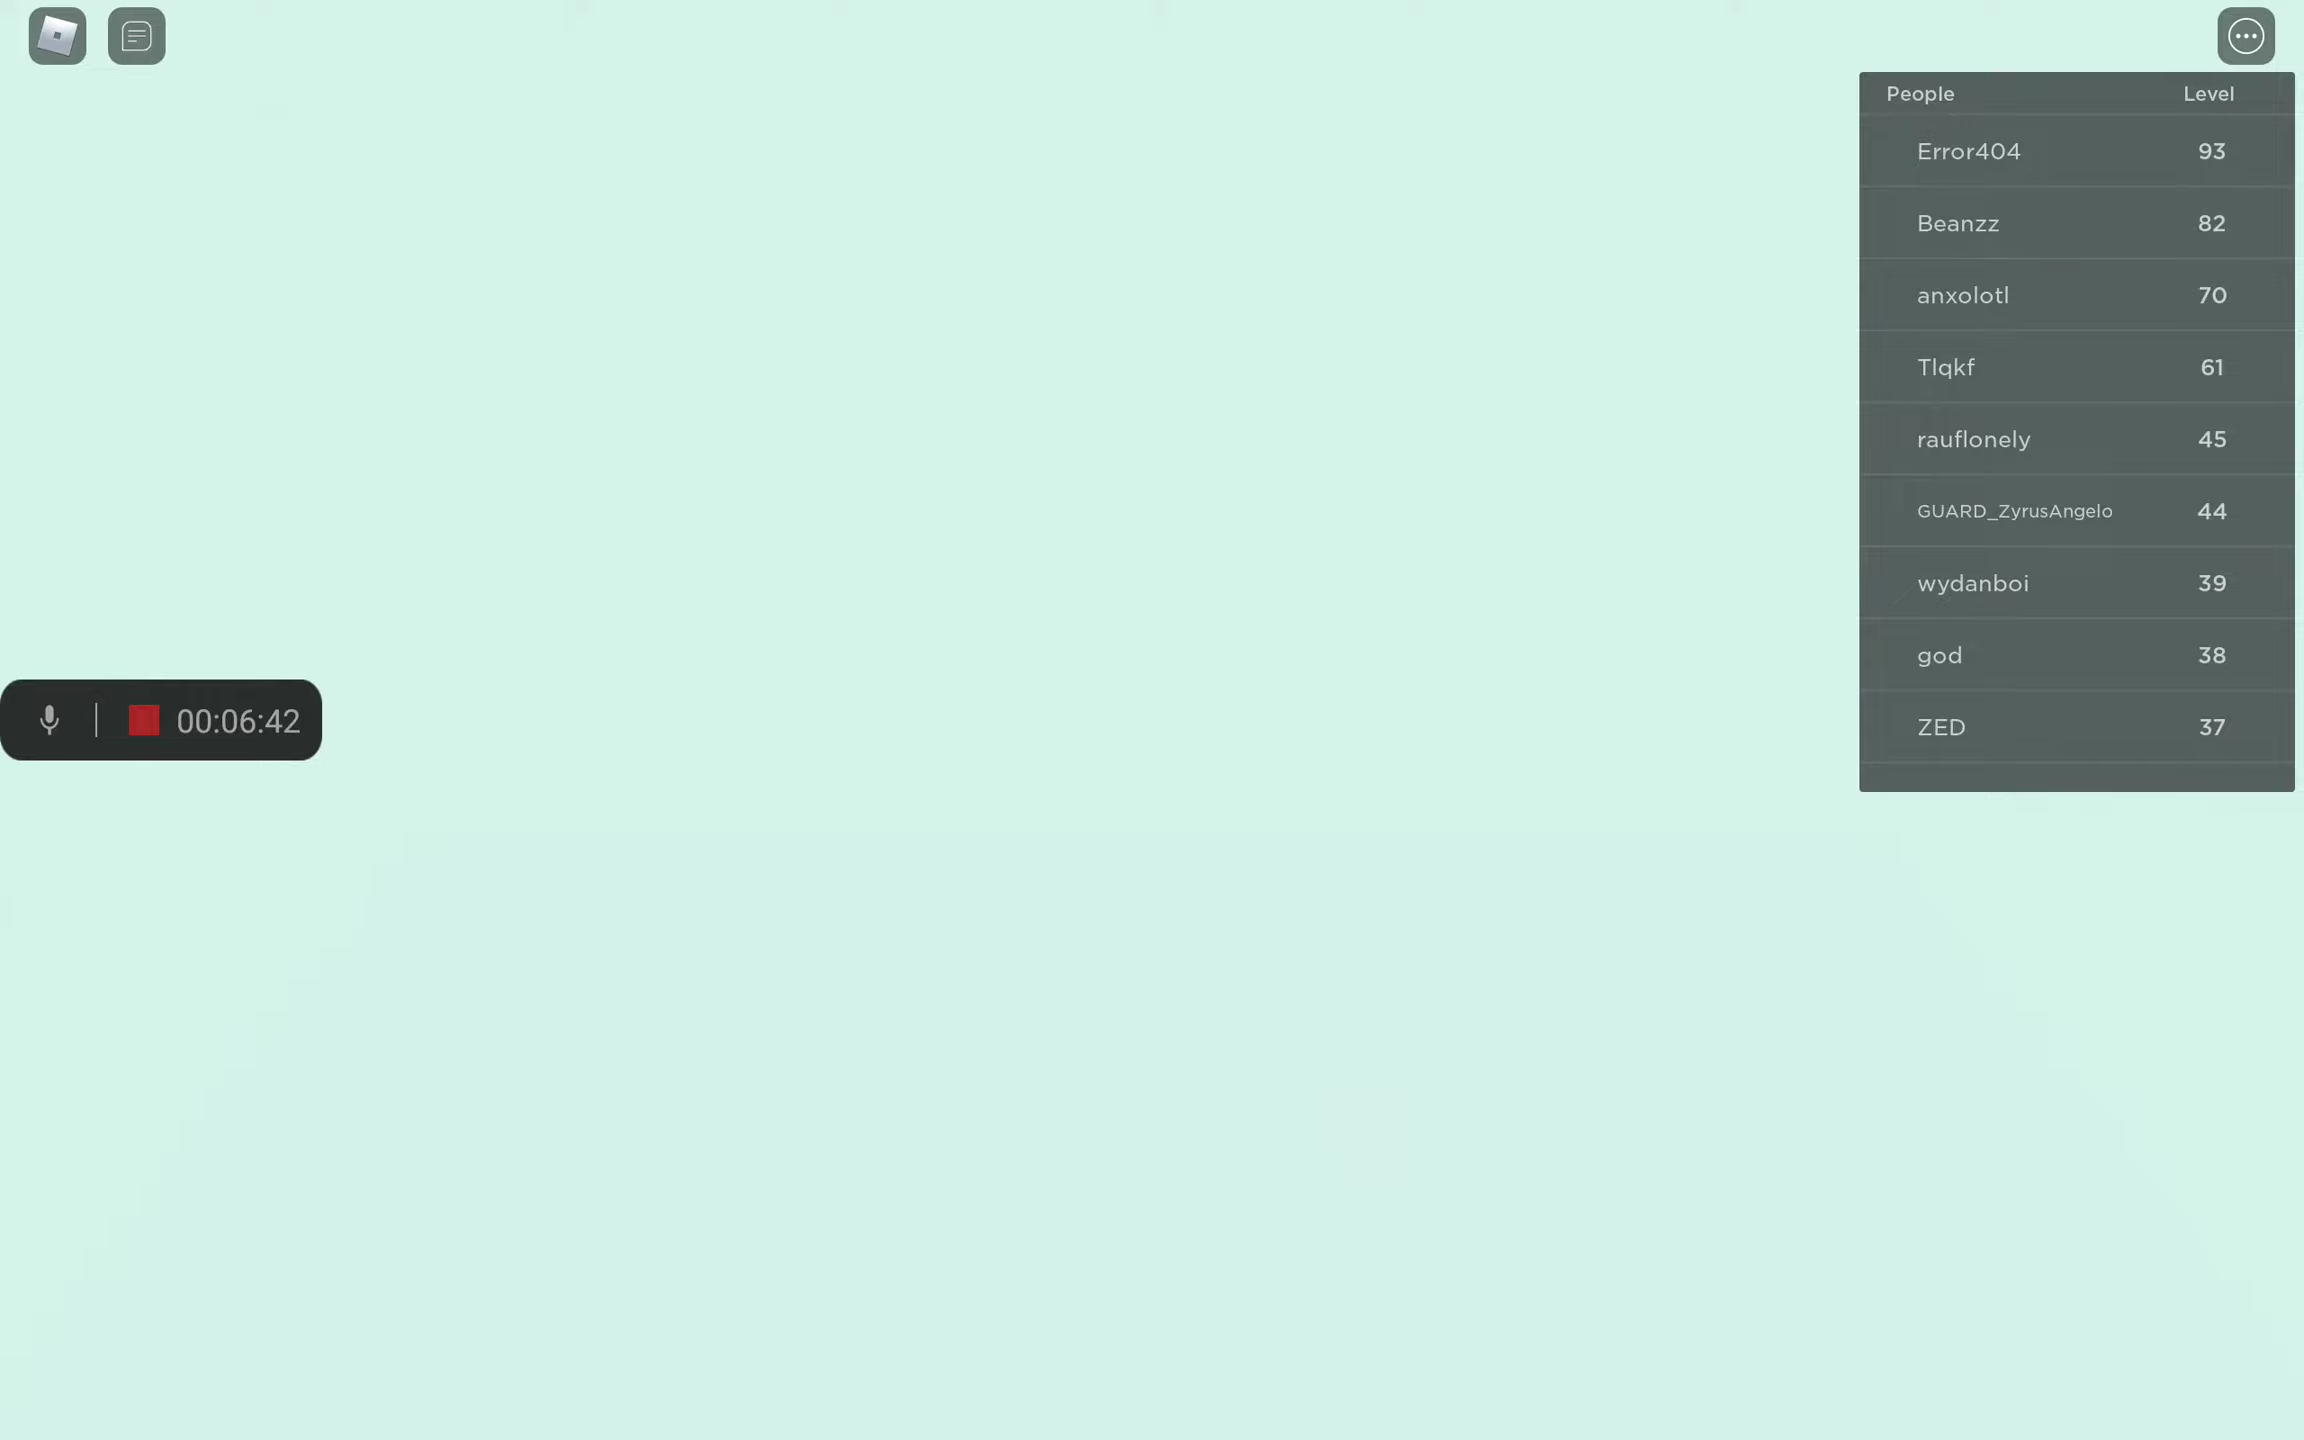 People Level
Error404 93
Beanzz 82
anxolotl 70
Tlqkf 61
rauflonely 45
GUARD_ZyrusAngelo 44
wydanboi 39
god 38
00:06:42
ZED 37